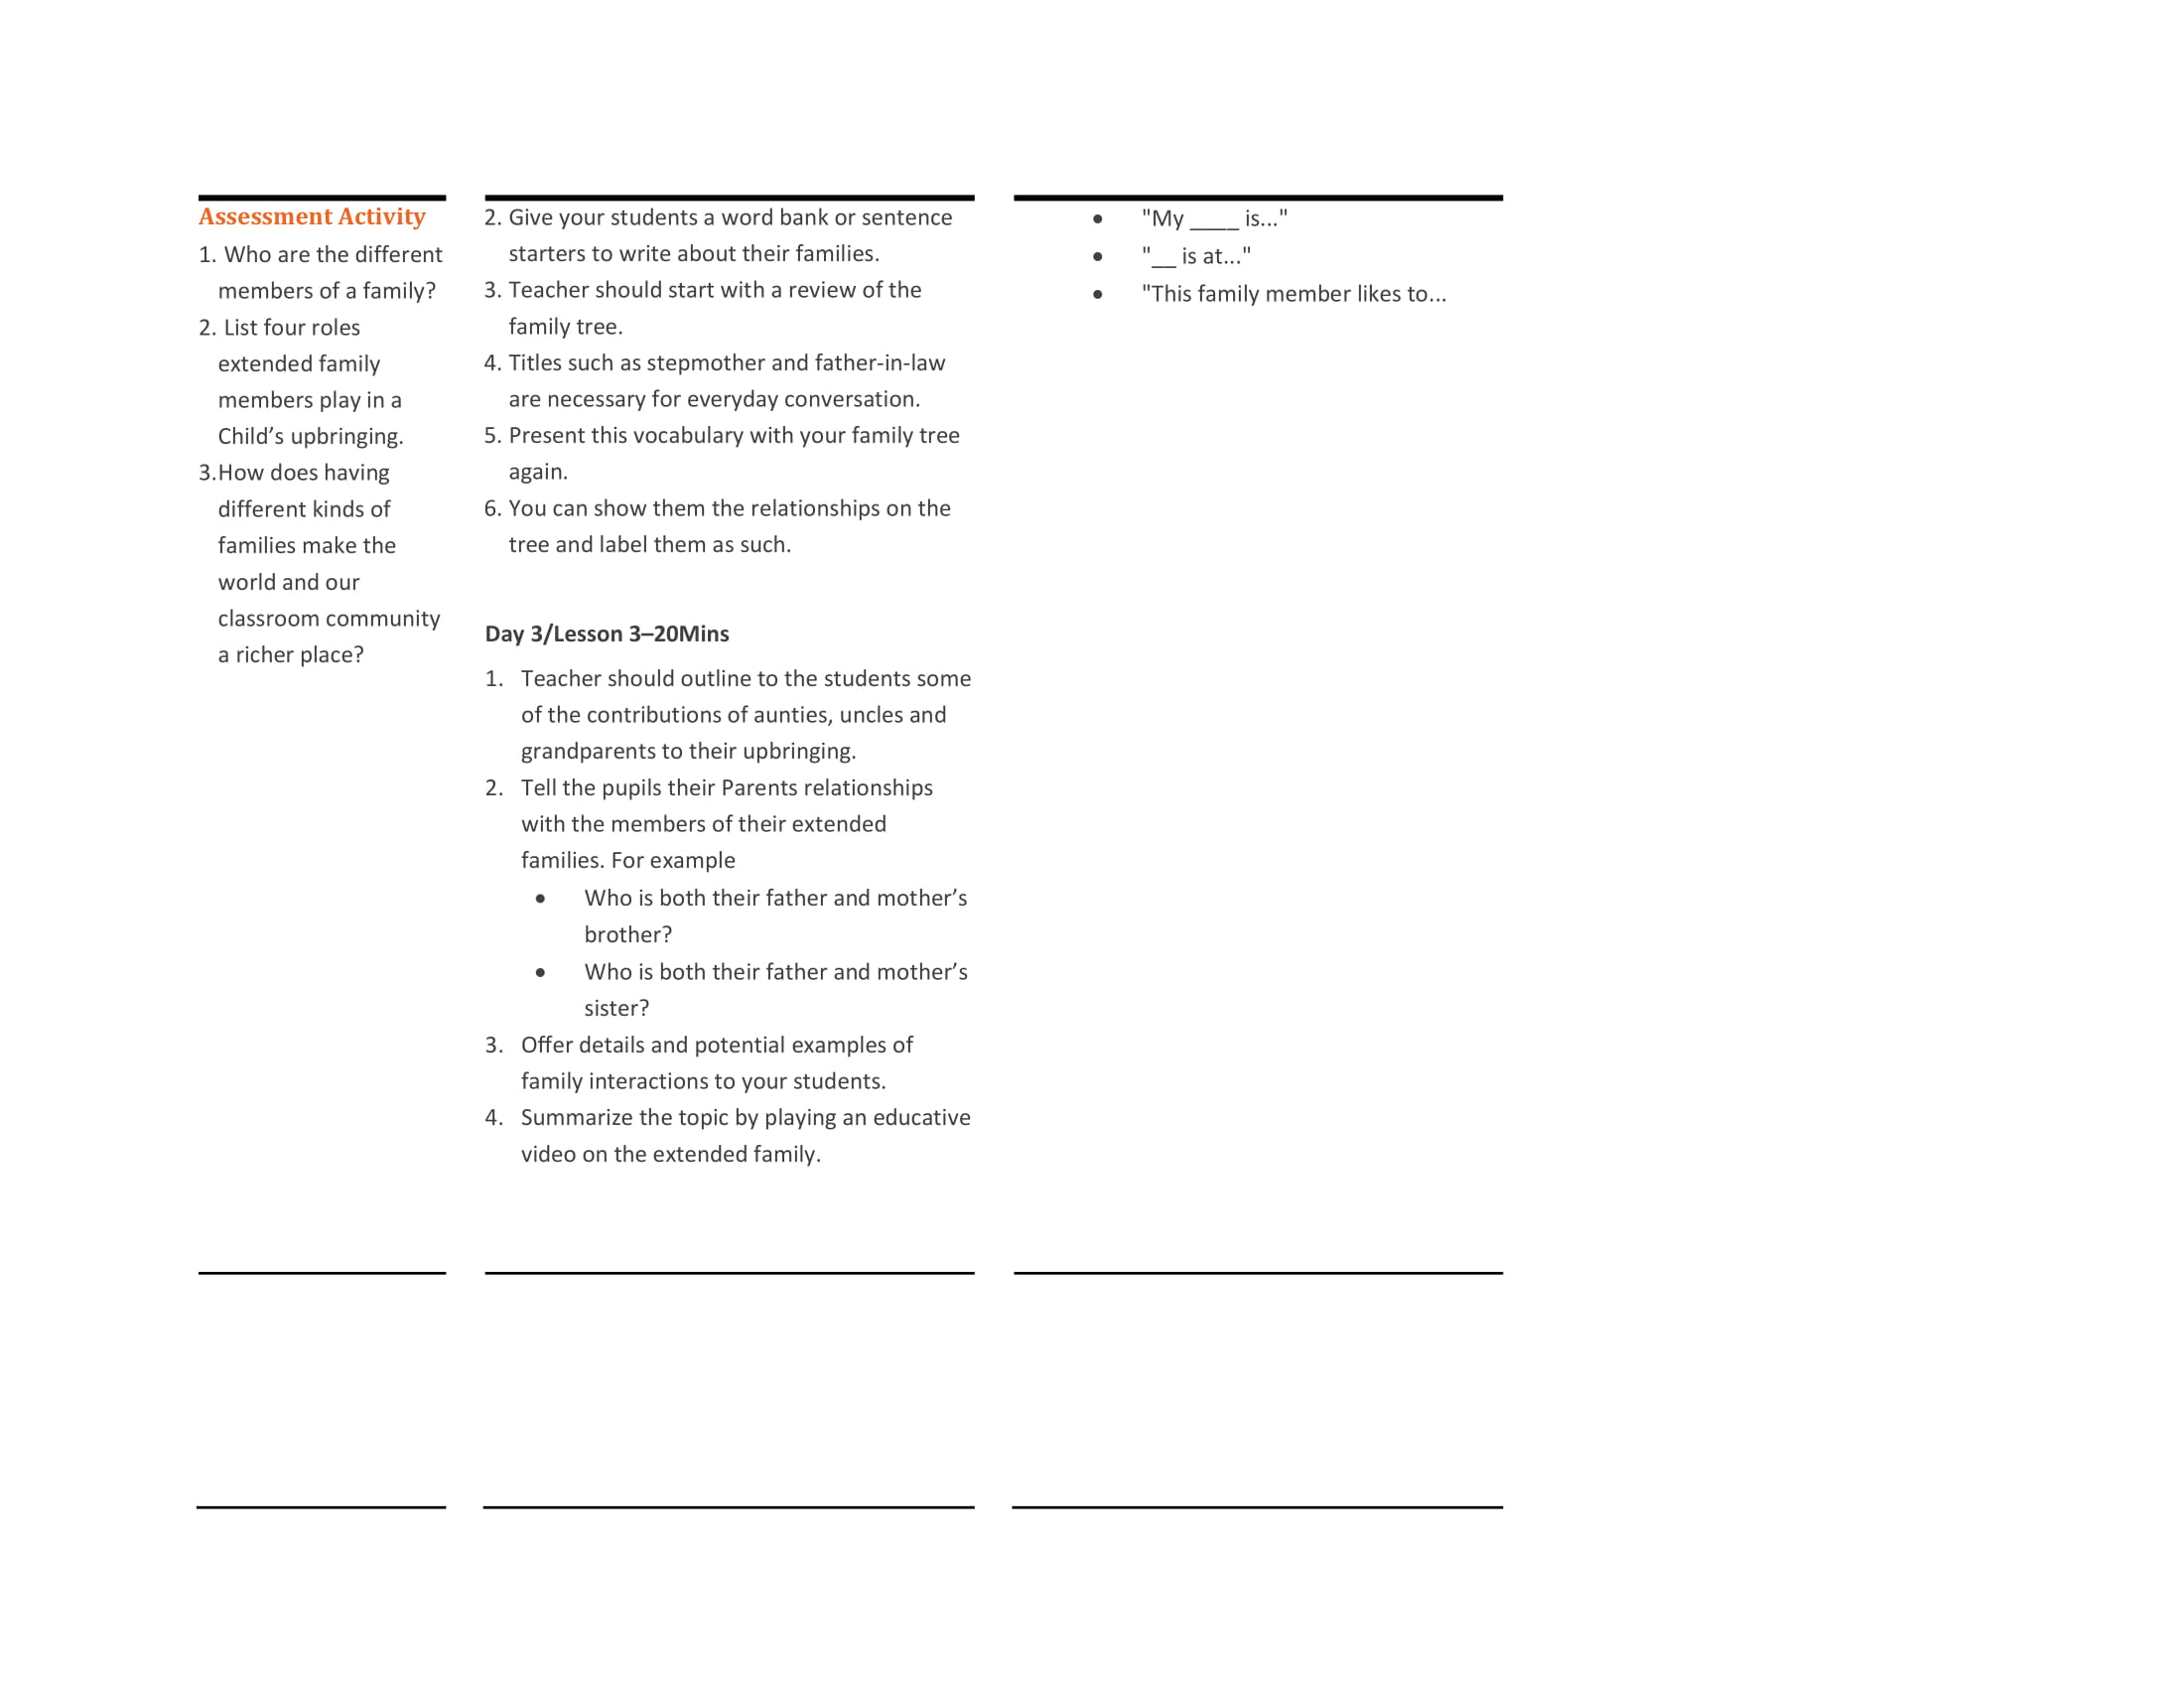 Assessment Activity
1. Who are the different
members of a family?
2. List four roles
extended family
members play in a
Child’s upbringing.
3.How does having
different kinds of
families make the
world and our
classroom community
a richer place?
2. Give your students a word bank or sentence
starters to write about their families.
3. Teacher should start with a review of the
family tree.
4. Titles such as stepmother and father-in-law
are necessary for everyday conversation.
5. Present this vocabulary with your family tree
again.
6. You can show them the relationships on the
tree and label them as such.
Day 3/Lesson 3–20Mins
1. Teacher should outline to the students some
of the contributions of aunties, uncles and
grandparents to their upbringing.
2. Tell the pupils their Parents relationships
with the members of their extended
families. For example
• Who is both their father and mother’s
brother?
• Who is both their father and mother’s
sister?
3. Offer details and potential examples of
family interactions to your students.
4. Summarize the topic by playing an educative
video on the extended family.
• "My ____ is..."
• "__ is at..."
• "This family member likes to...